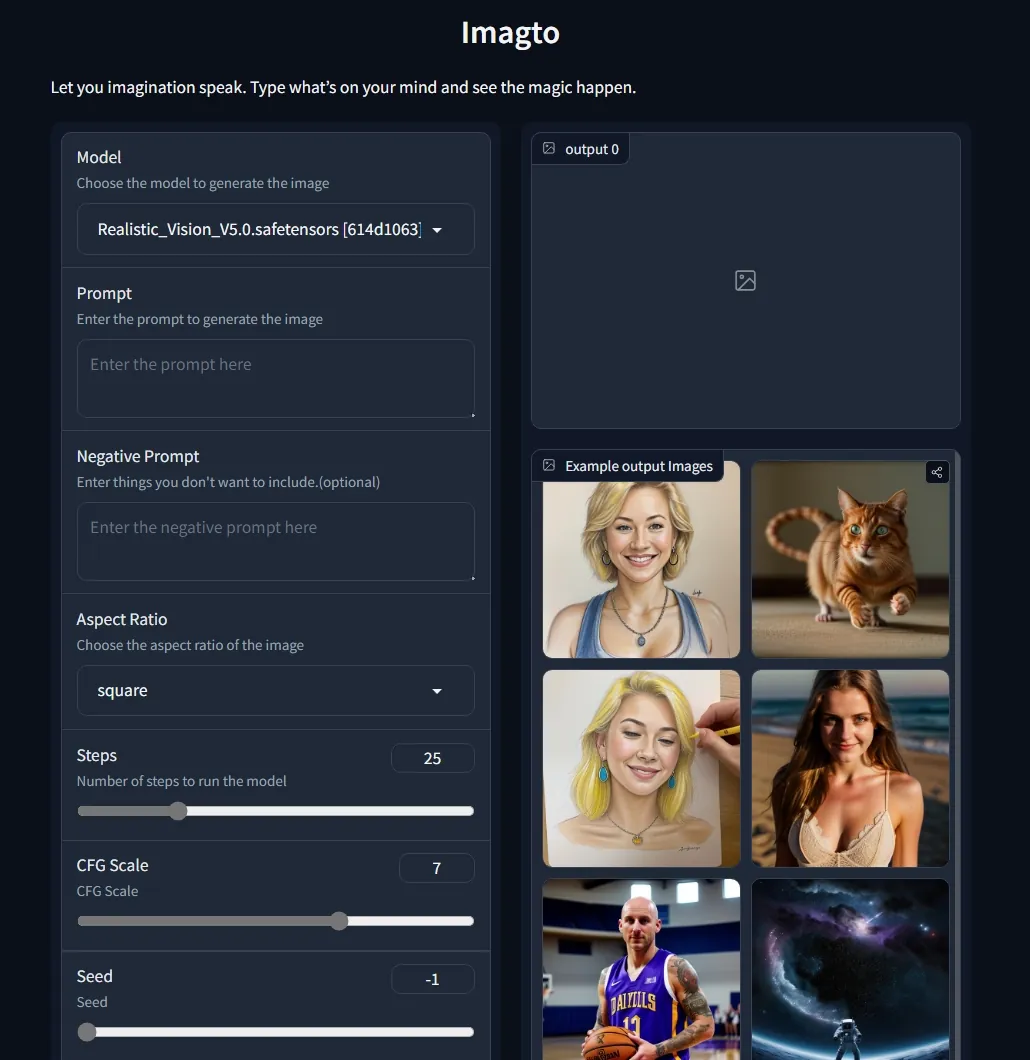 Imagto
Let you imagination speak. Type what's on your mind and see the magic happen.
Model
Choose the model to generate the image
Realistic_Vision_V5.0.safetensors [614d1063]
Prompt
Enter the prompt to generate the image
Enter the prompt here
Negative Prompt
Enter things you don't want to include.(optional)
Enter the negative prompt here
Aspect Ratio
Choose the aspect ratio of the image
square
Steps
25
Number of steps to run the model
CFG Scale
7
CFG Scale
Seed
-1
Seed
output 0
Example output Images
13